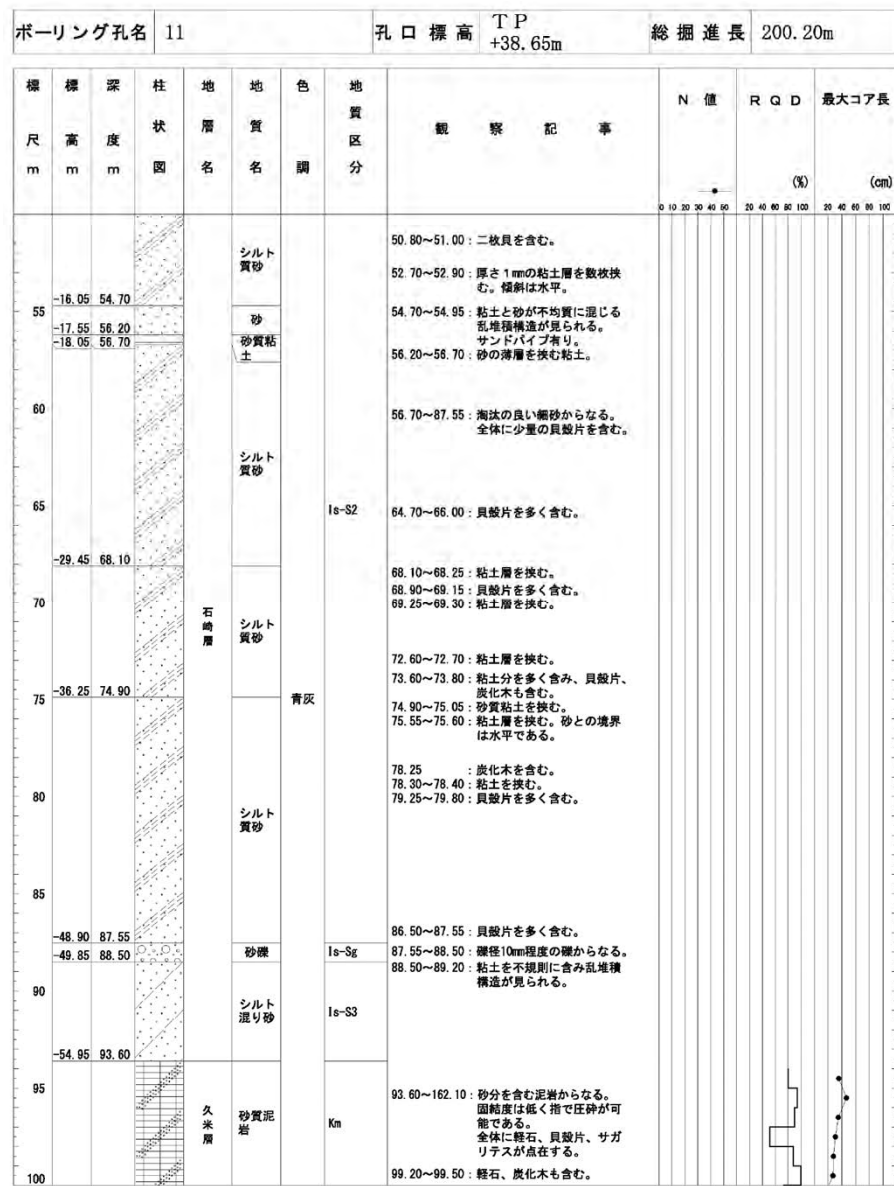 ボーリング孔名 11 孔口標高 TP +38.65m 総掘進長 200.20m
標尺 m 標高 m 深度 m 柱状図 地層名 地質名 色調 地質区分 観察記事 N値 RQD (%) 最大コア長 (cm)
0 10 20 30 40 50 20 40 60 80 100 20 40 60 80 100
50.80~51.00:二枚貝を含む。
シルト
質砂
52.70~52.90:厚さ1mmの粘土層を数枚挟
む。傾斜は水平。
-16.05 54.70
55
54.70~54.95:粘土と砂が不均質に混じる
乱堆積構造が見られる。
サンドパイプ有り。
砂
-17.55 56.20
-18.05 56.70
砂質粘
土
56.20~56.70:砂の薄層を挟む粘土。
60
56.70~87.55:淘汰の良い細砂からなる。
全体に少量の貝殻片を含む。
シルト
質砂
65
Is-S2
64.70~66.00:貝殻片を多く含む。
-29.45 68.10
68.10~68.25:粘土層を挟む。
68.90~69.15:貝殻片を多く含む。
70
69.25~69.30:粘土層を挟む。
石崎層
シルト
質砂
72.60~72.70:粘土層を挟む。
73.60~73.80:粘土分を多く含み、貝殻片、
炭化木も含む。
-36.25 74.90
75
青灰
74.90~75.05:砂質粘土を挟む。
75.55~75.60:粘土層を挟む。砂との境界
は水平である。
78.25 :炭化木を含む。
78.30~78.40:粘土を挟む。
80
79.25~79.80:貝殻片を多く含む。
シルト
質砂
85
86.50~87.55:貝殻片を多く含む。
-48.90 87.55
-49.85 88.50
砂礫
Is-Sg
87.55~88.50:礫径10mm程度の礫からなる。
88.50~89.20:粘土を不規則に含み乱堆積
構造が見られる。
90
シルト
混り砂
Is-S3
-54.95 93.60
95
93.60~162.10:砂分を含む泥岩からなる。
固結度は低く指で圧砕が可
能である。
全体に軽石、貝殻片、サガ
リテスが点在する。
久米層
砂質泥
岩
Km
99.20~99.50:軽石、炭化木も含む。
100